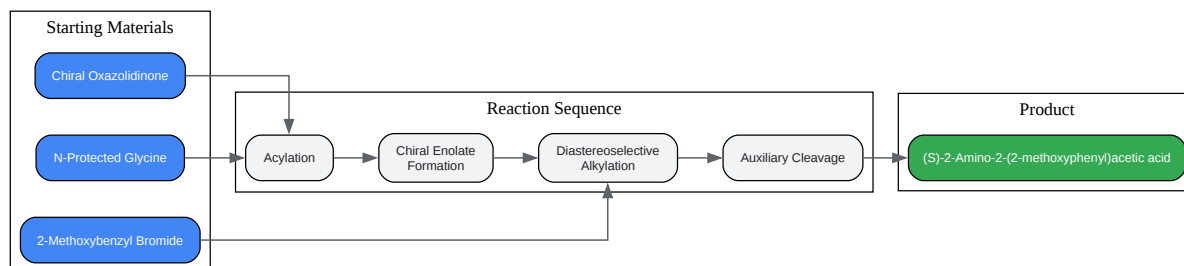 Starting Materials
Chiral Oxazolidinone
N-Protected Glycine
2-Methoxybenzyl Bromide
Reaction Sequence
Acylation
Chiral Enolate
Formation
Diastereoselective
Alkylation
Auxiliary Cleavage
Product
(S)-2-Amino-2-(2-methoxyphenyl)acetic acid